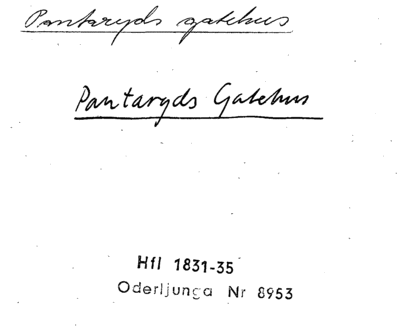 Pantaryds gatehus
Pantaryds Gatehus
Hfl 1831-35
Oderljunga Nr 8953